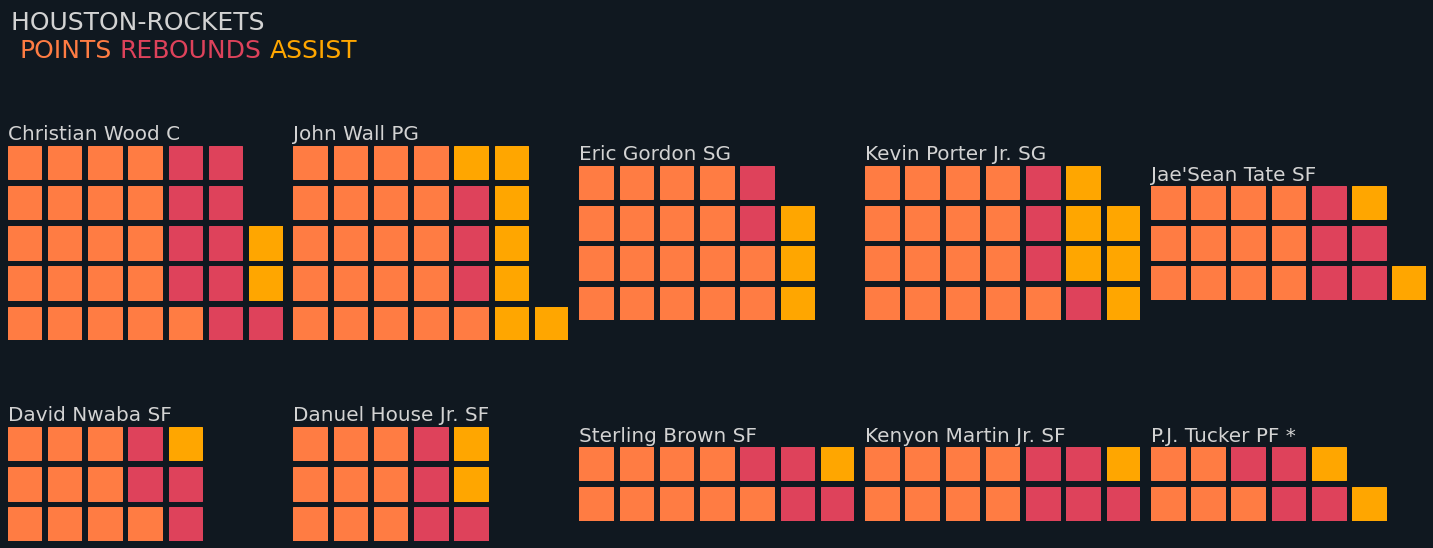 HOUSTON-ROCKETS
POINTS REBOUNDS ASSIST
Christian Wood C
John Wall PG
Eric Gordon SG
Kevin Porter Jr. SG
Jae'Sean Tate SF
David Nwaba SF
Danuel House Jr. SF
Sterling Brown SF
Kenyon Martin Jr. SF
P.J. Tucker PF *